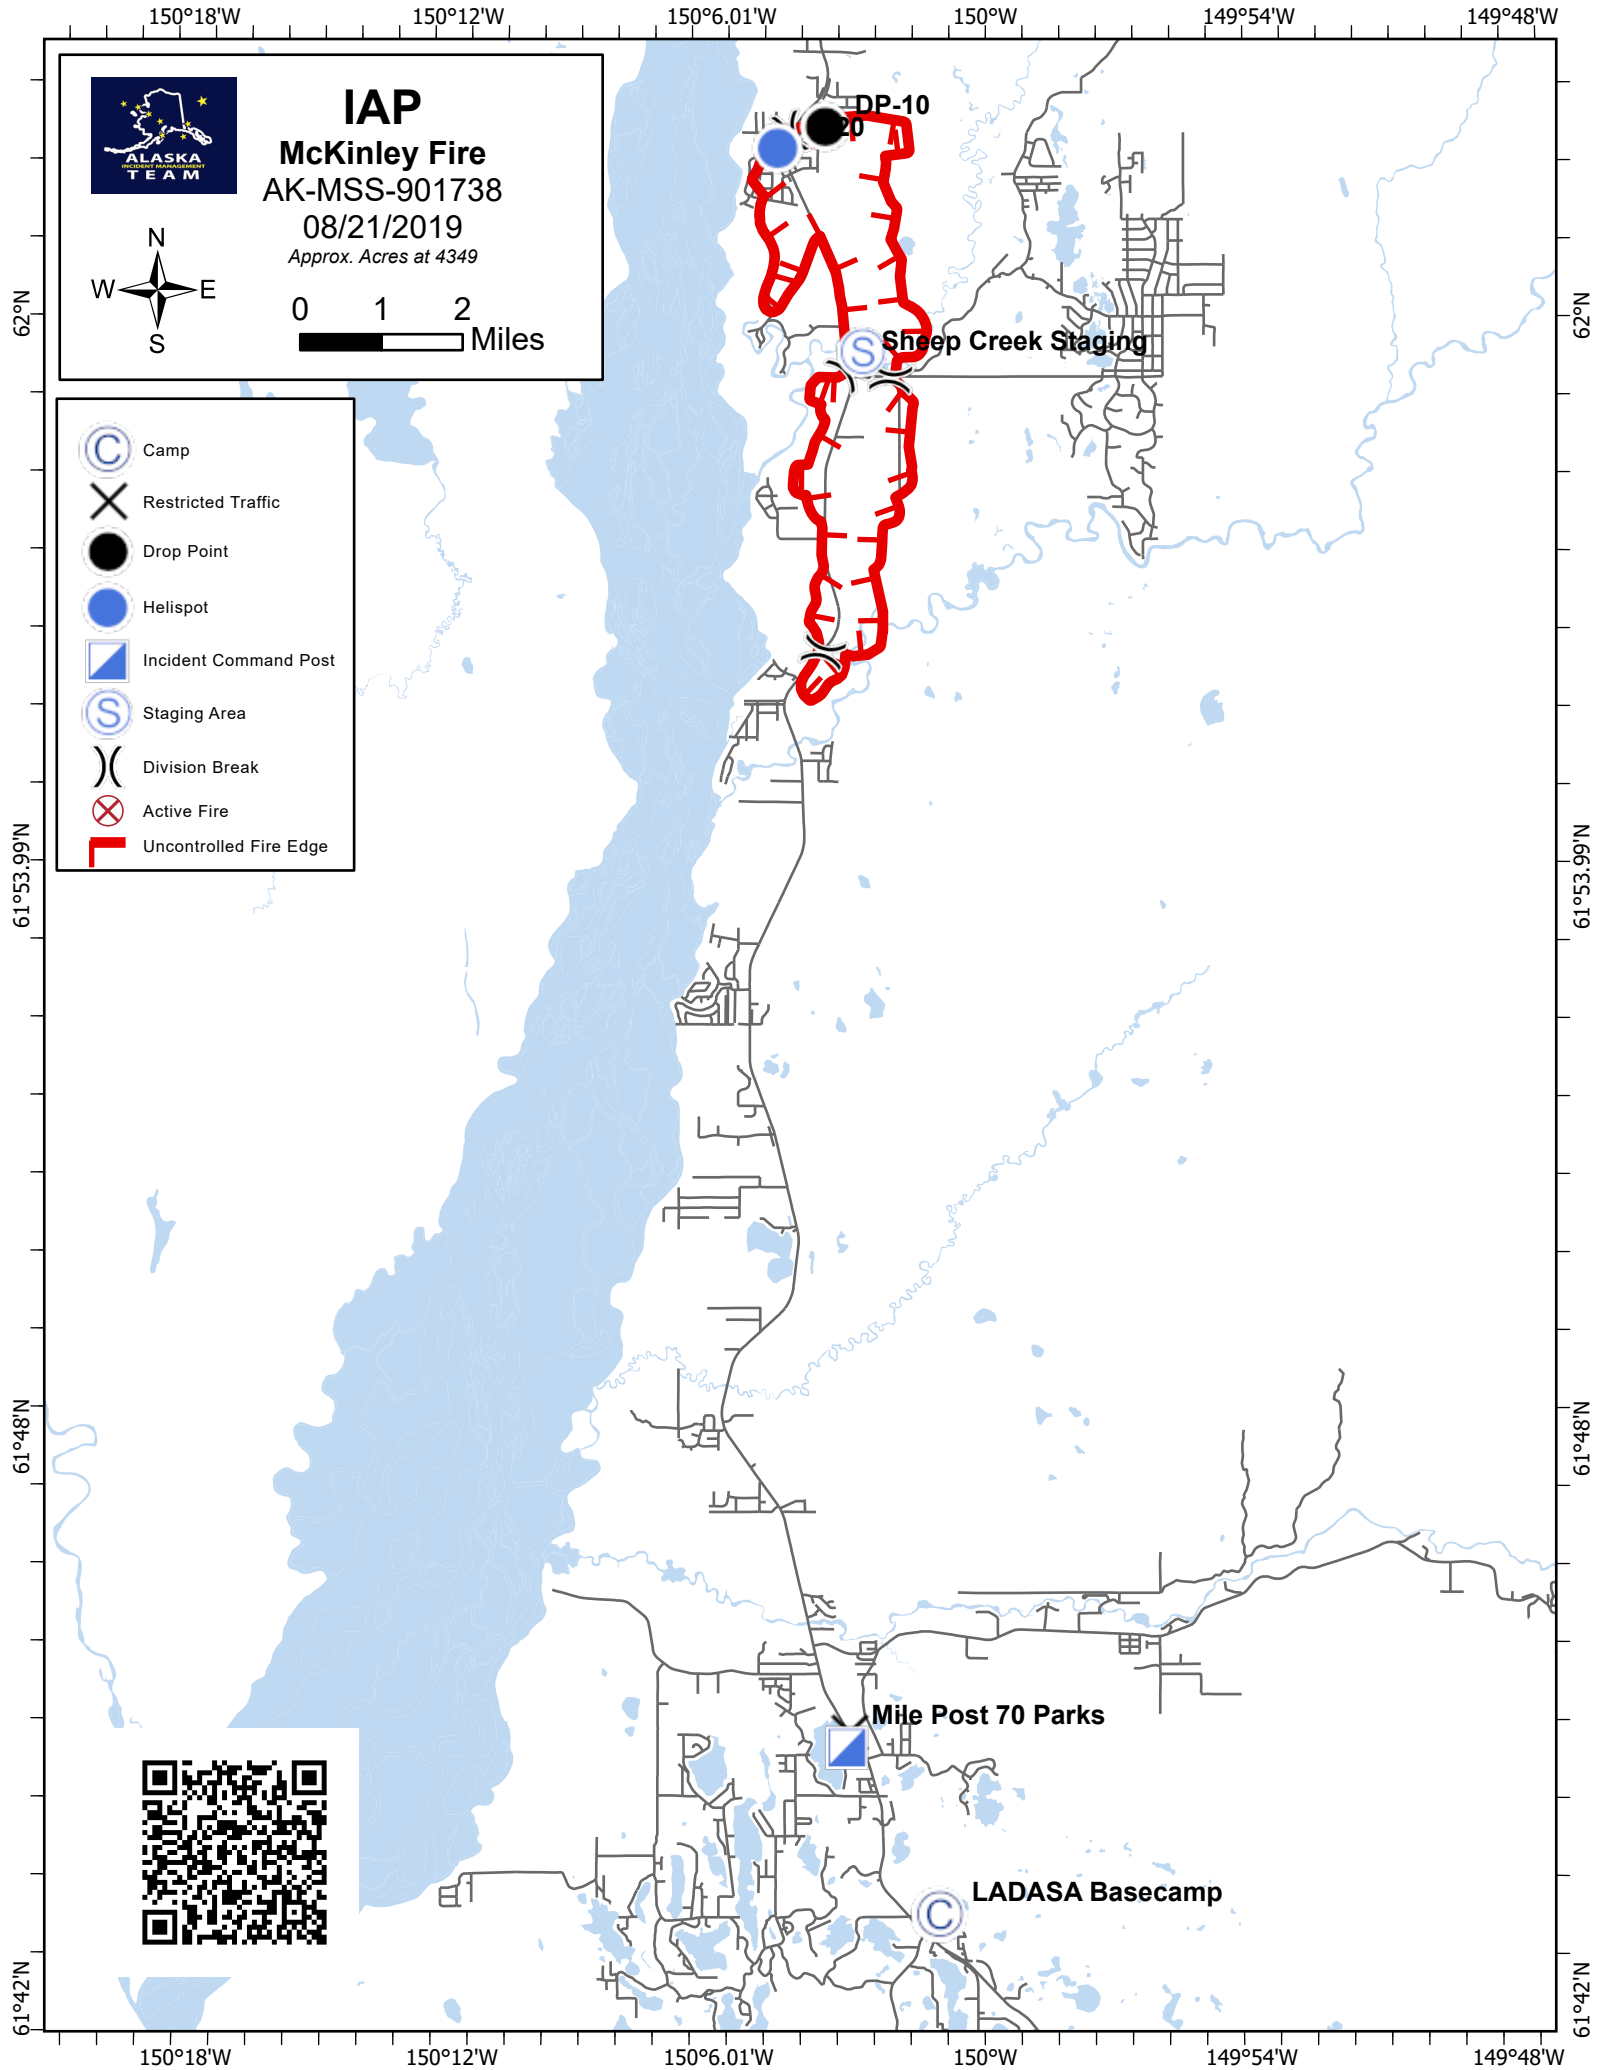 150°18'W 150°12'W 150°6.01'W 150°W 149°54'W 149°48'W
ALASKA
INCIDENT MANAGEMENT
TEAM
IAP
McKinley Fire
AK-MSS-901738
08/21/2019
Approx. Acres at 4349
N
W E
S
0 1 2
Miles
C Camp
Restricted Traffic
Drop Point
Helispot
Incident Command Post
S Staging Area
Division Break
Active Fire
Uncontrolled Fire Edge
DP-10
20
S Sheep Creek Staging
62°N 62°N
61°53.99'N 61°53.99'N
61°48'N 61°48'N
Mile Post 70 Parks
C LADASA Basecamp
61°42'N 61°42'N
150°18'W 150°12'W 150°6.01'W 150°W 149°54'W 149°48'W